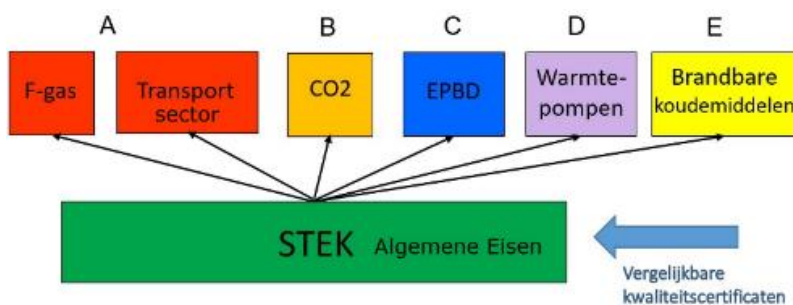 A
B
C
D
E
F-gas
Transport
sector
CO2
EPBD
Warmte-
pompen
Brandbare
koudemiddelen
STEK Algemene Eisen
Vergelijkbare
kwaliteitscertificaten